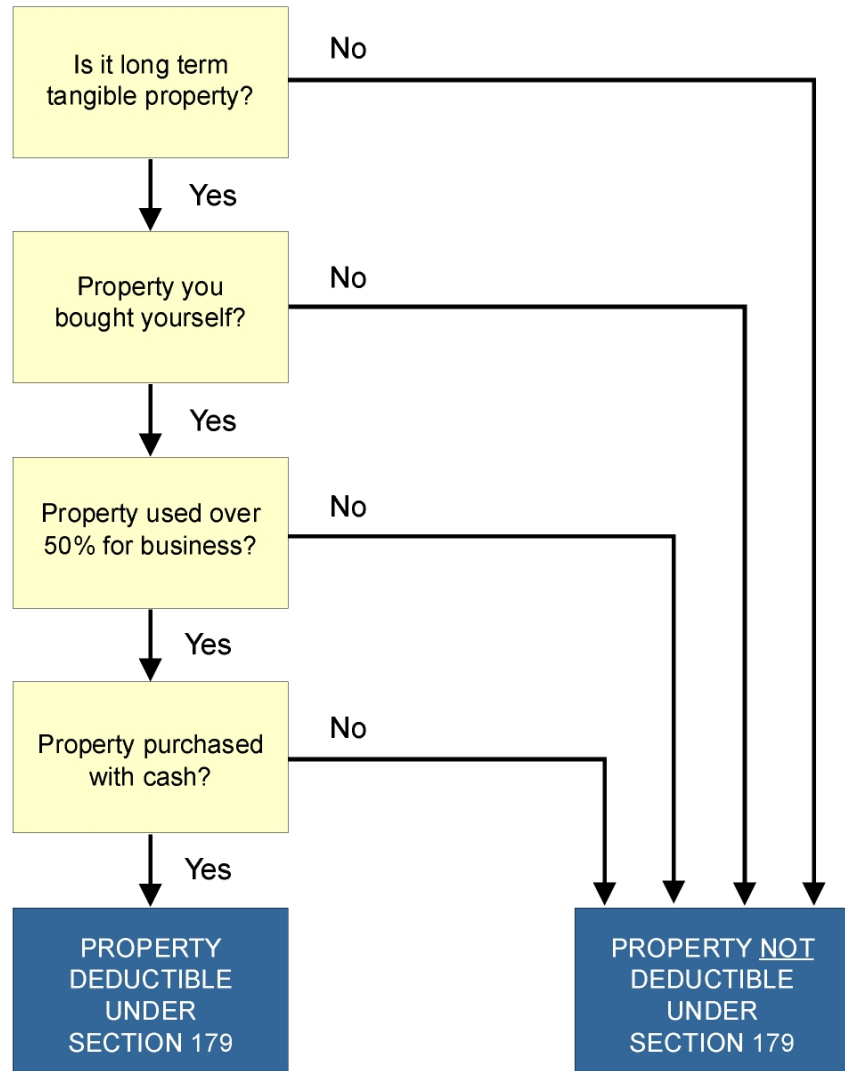 Is it long term
tangible property?
No
Yes
Property you
bought yourself?
No
Yes
Property used over
50% for business?
No
Yes
Property purchased
with cash?
No
Yes
PROPERTY
DEDUCTIBLE
UNDER
SECTION 179
PROPERTY NOT
DEDUCTIBLE
UNDER
SECTION 179